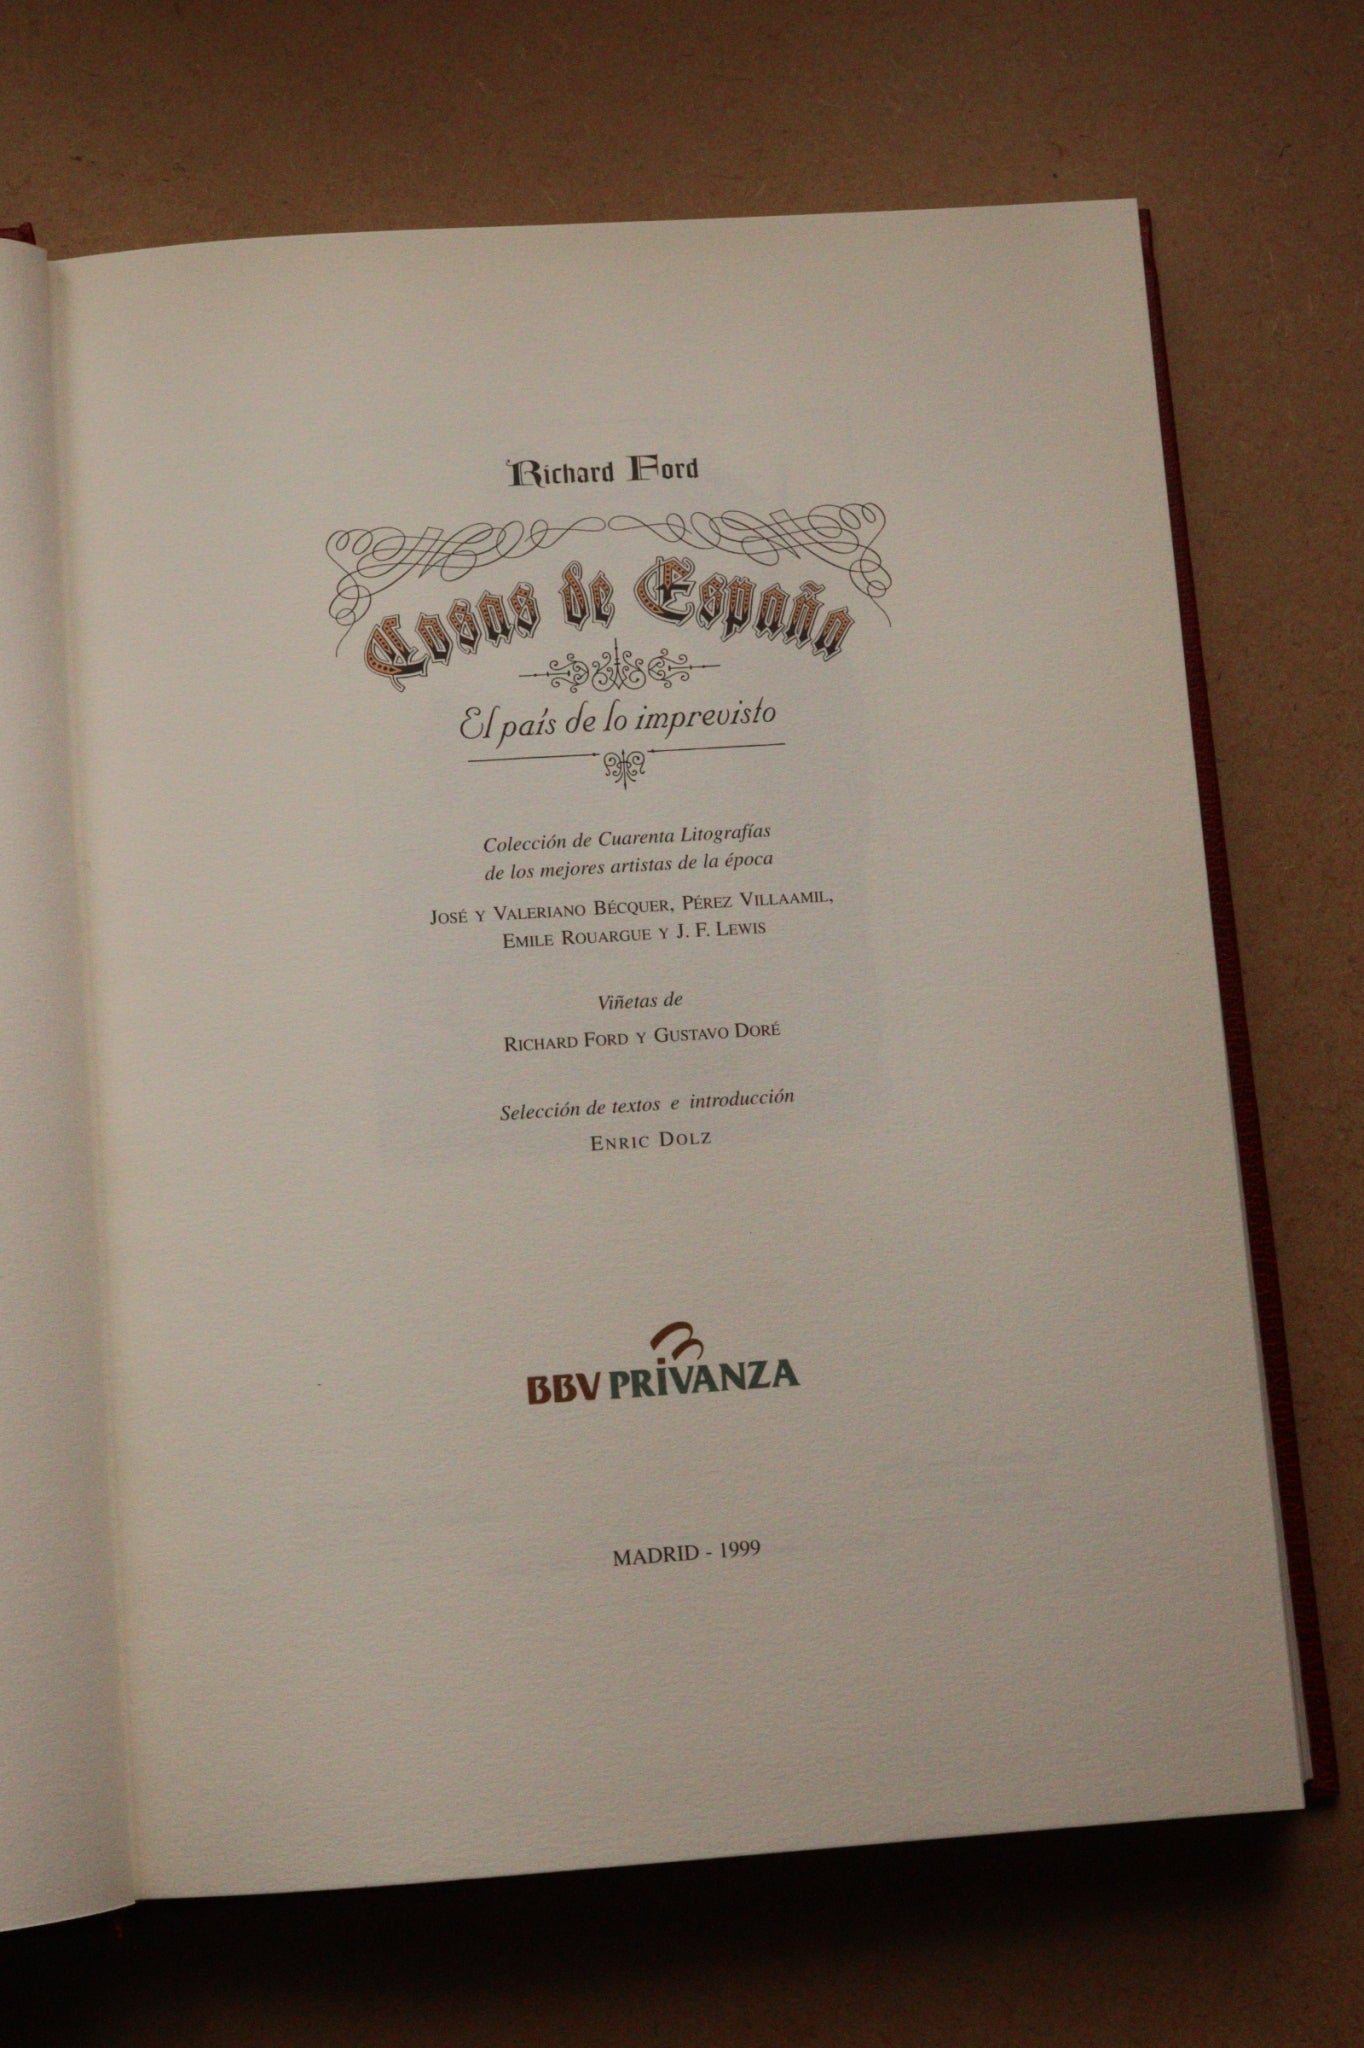 Richard Ford
Cosas de España
El país de lo imprevisto
Colección de Cuarenta Litografías
de los mejores artistas de la época
JOSÉ Y VALERIANO BÉCQUER, PÉREZ VILLAAMIL,
EMILE ROUARGUE Y J. F. LEWIS
Viñetas de
RICHARD FORD Y GUSTAVO DORÉ
Selección de textos e introducción
ENRIC DOLZ
BBV PRIVANZA
MADRID - 1999